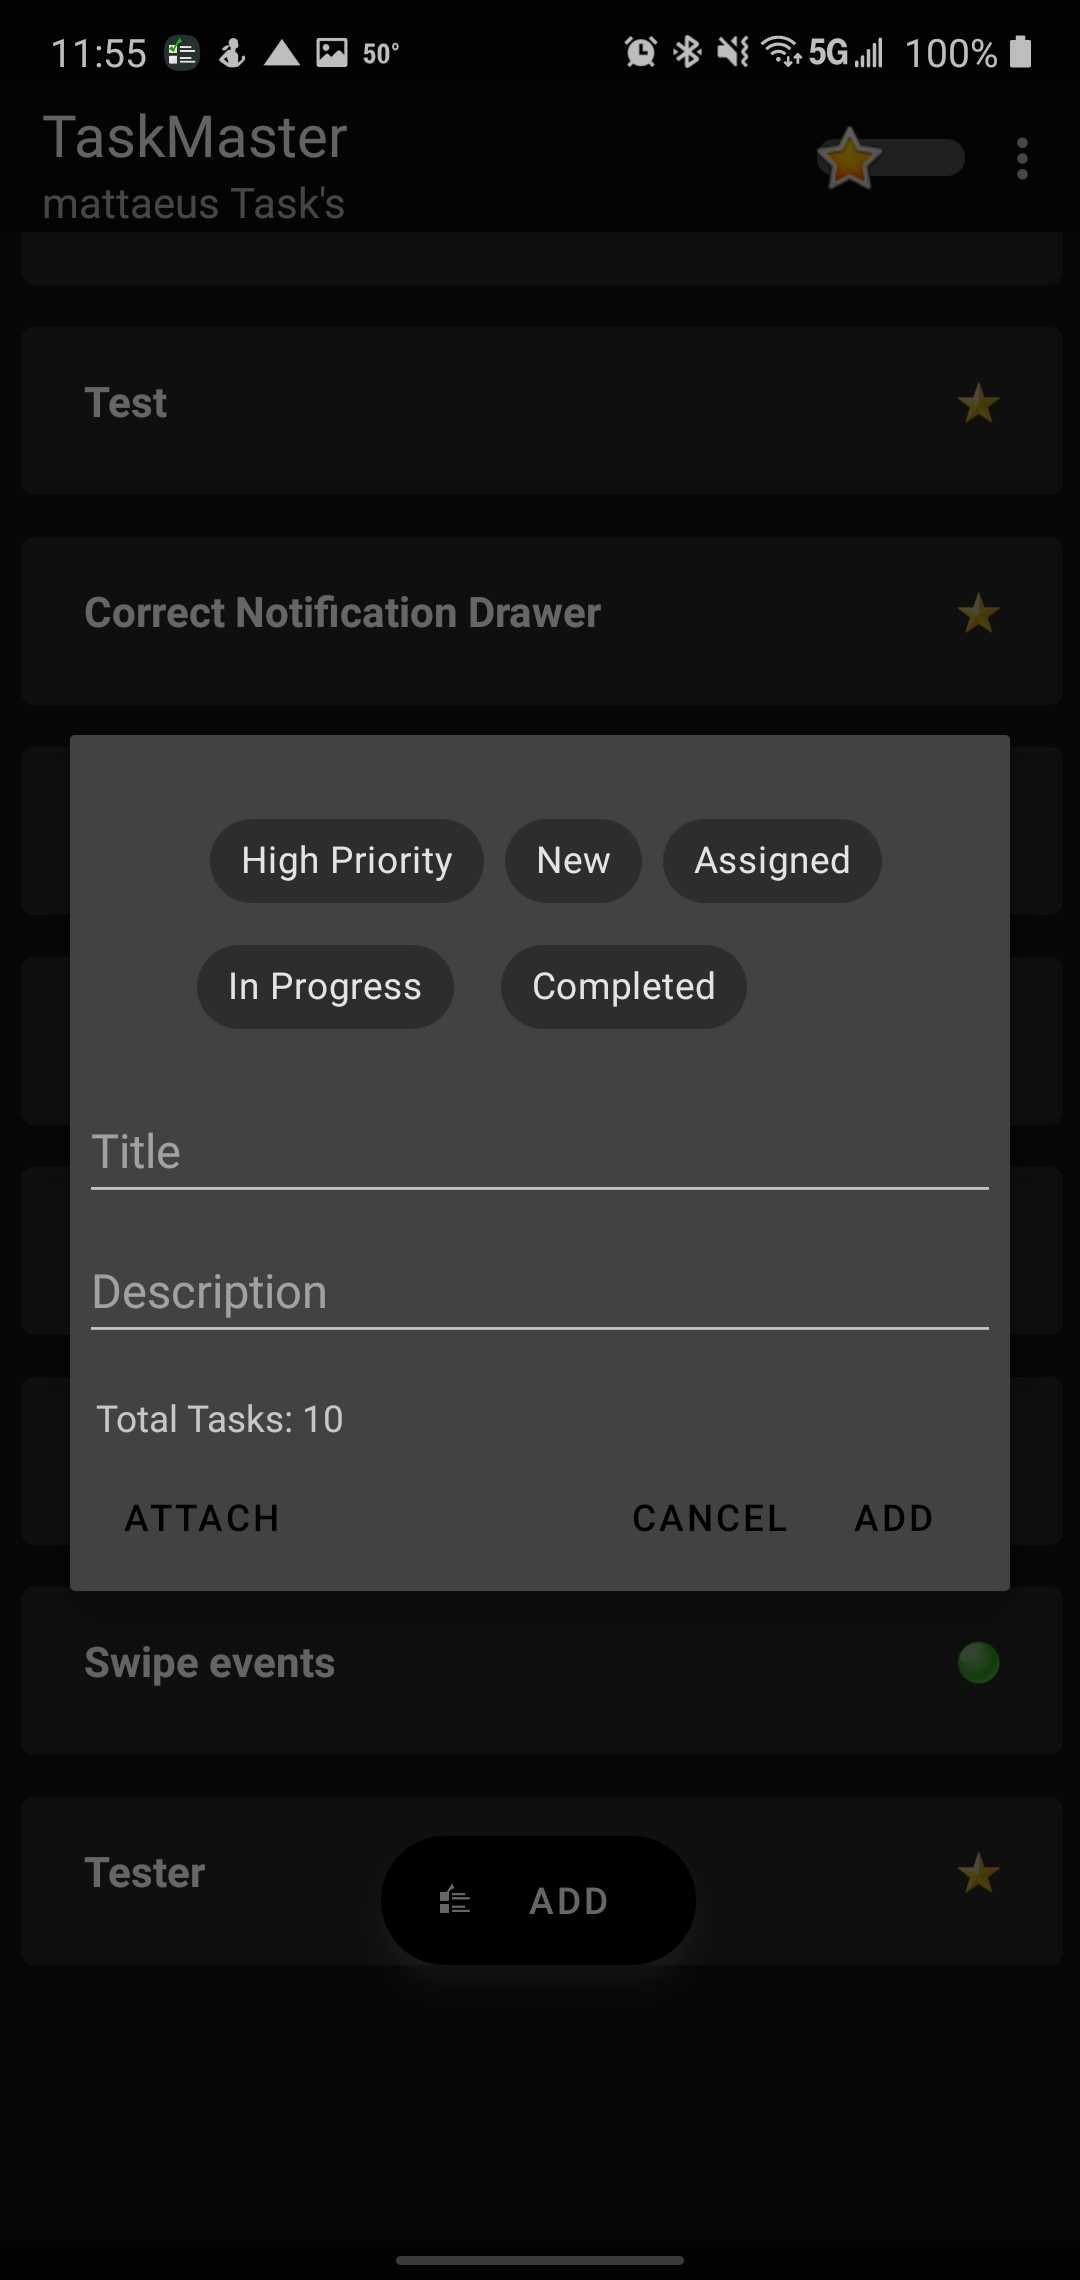 11:55 50° 5G 100%
TaskMaster
mattaeus Task's
Test
Correct Notification Drawer
High Priority New Assigned
In Progress Completed
Title
Description
Total Tasks: 10
ATTACH CANCEL ADD
Swipe events
Tester
ADD